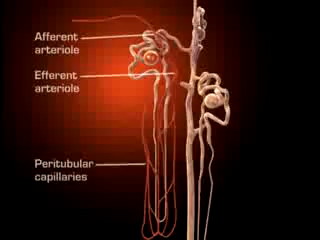 Afferent
arteriole
Efferent
arteriole
Peritubular
capillaries